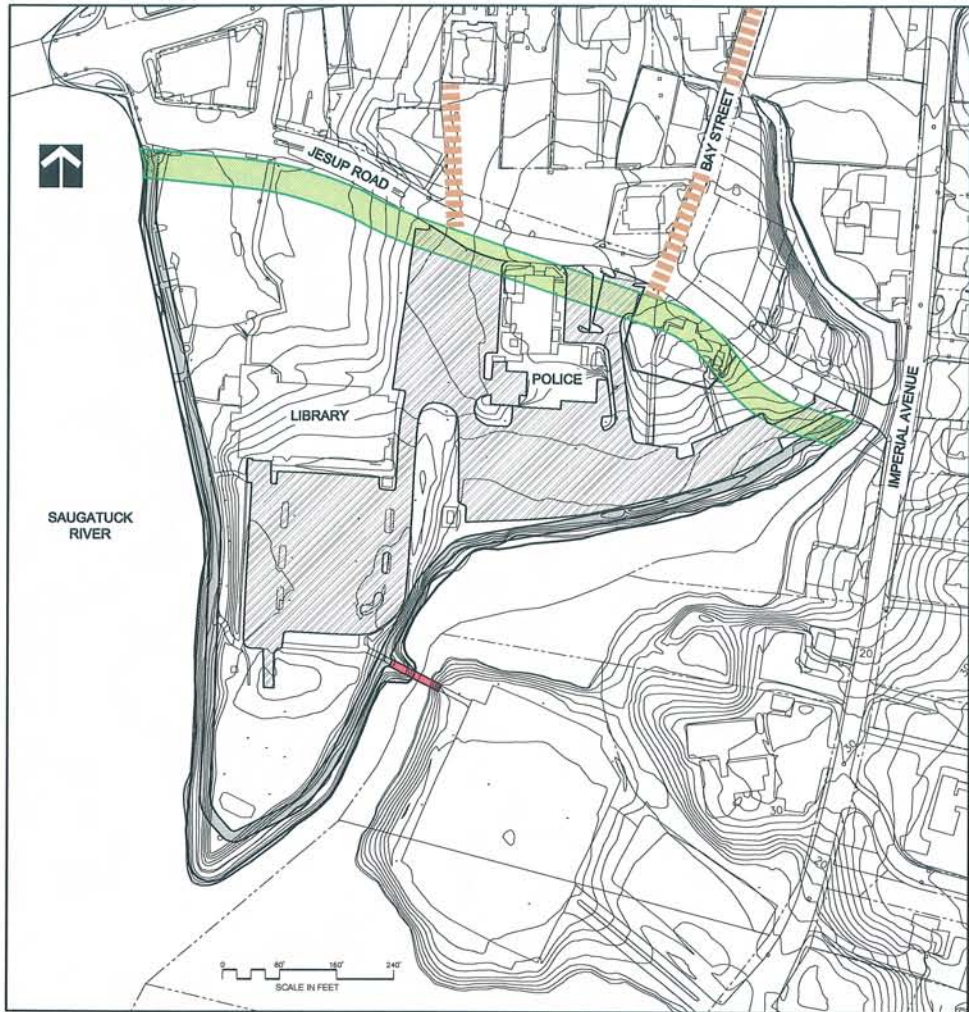 JESUP ROAD
BAY STREET
POLICE
LIBRARY
IMPERIAL AVENUE
SAUGATUCK
RIVER
20
30
30
20
0 80' 160' 240'
SCALE IN FEET